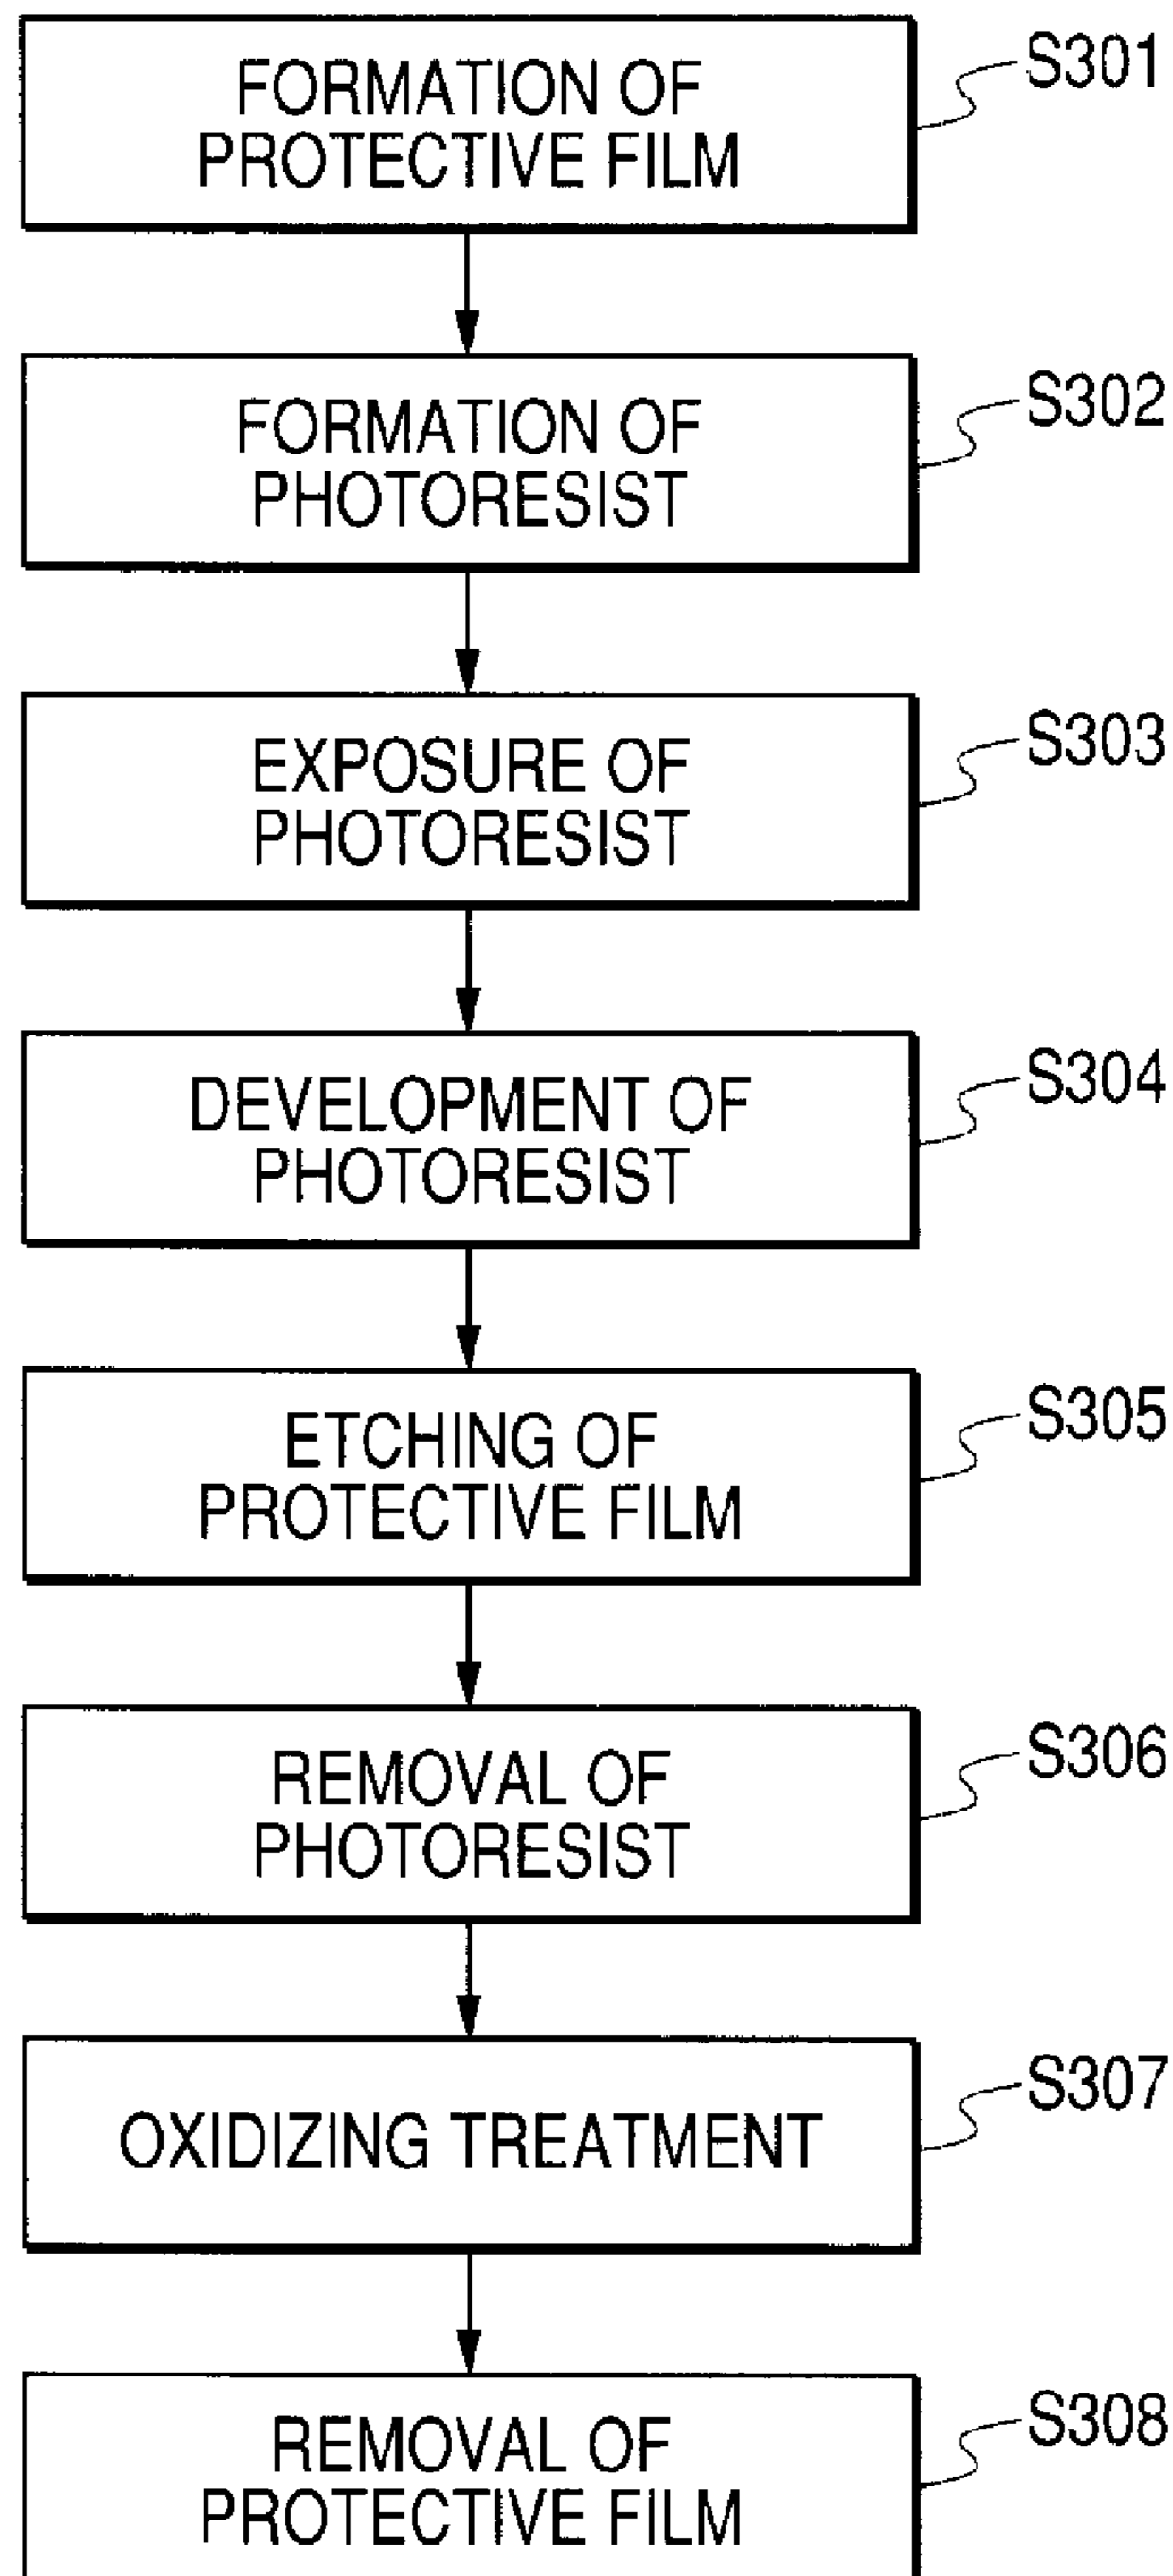 FORMATION OF
PROTECTIVE FILM
S301
FORMATION OF
PHOTORESIST
S302
EXPOSURE OF
PHOTORESIST
S303
DEVELOPMENT OF
PHOTORESIST
S304
ETCHING OF
PROTECTIVE FILM
S305
REMOVAL OF
PHOTORESIST
S306
OXIDIZING TREATMENT
S307
REMOVAL OF
PROTECTIVE FILM
S308